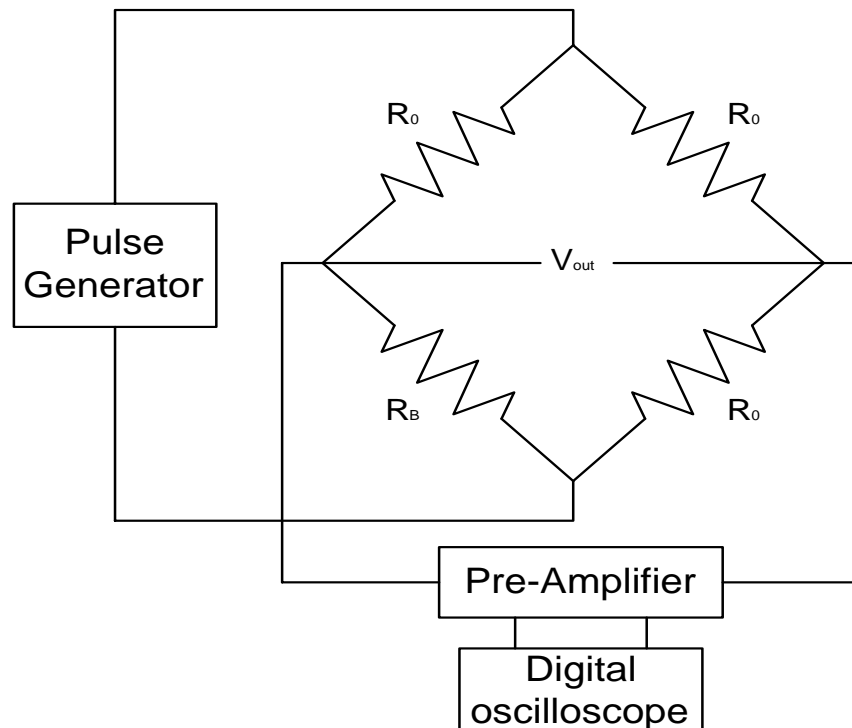 R₀
R₀
Pulse
Generator
Vout
RB
R₀
Pre-Amplifier
Digital
oscilloscope